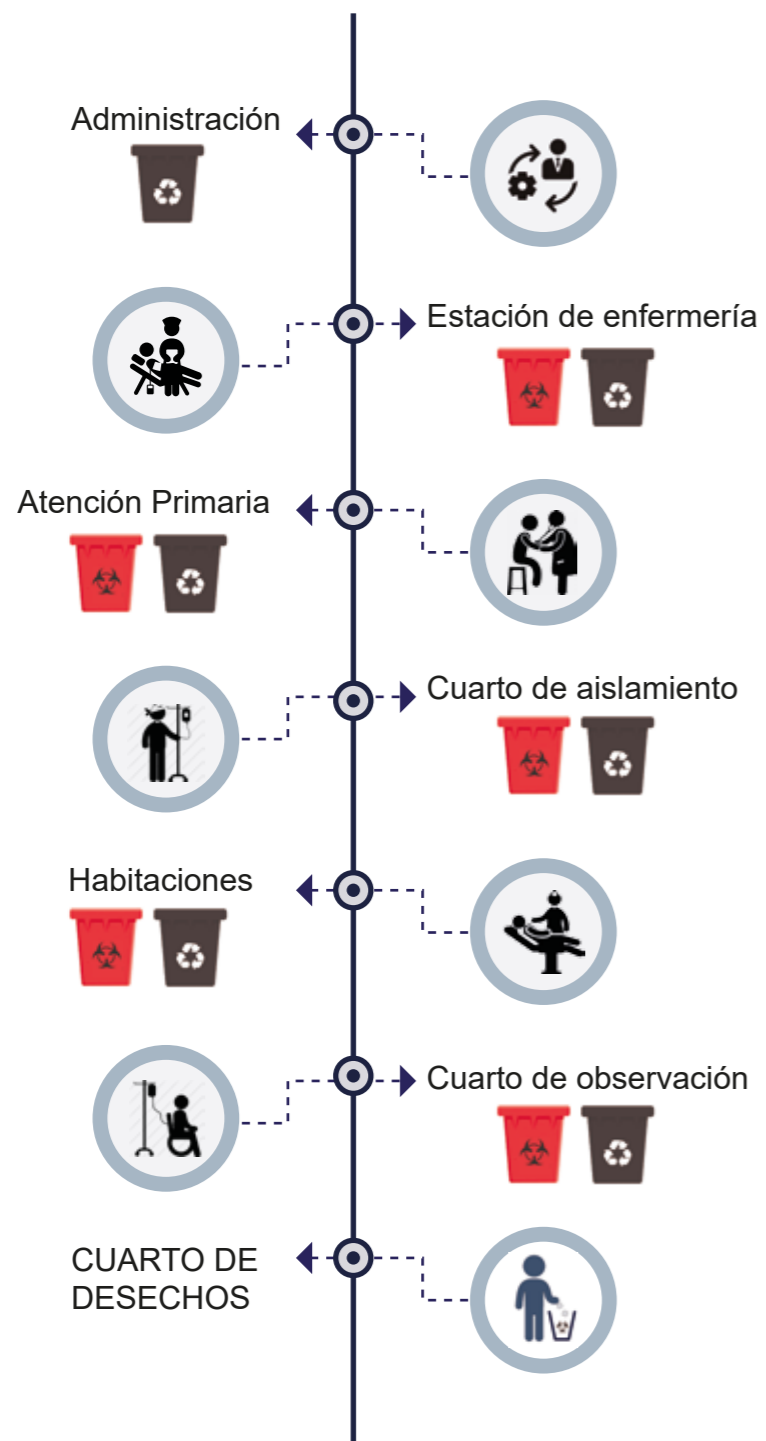 Administración
Estación de enfermería
Atención Primaria
Cuarto de aislamiento
Habitaciones
Cuarto de observación
CUARTO DE
DESECHOS